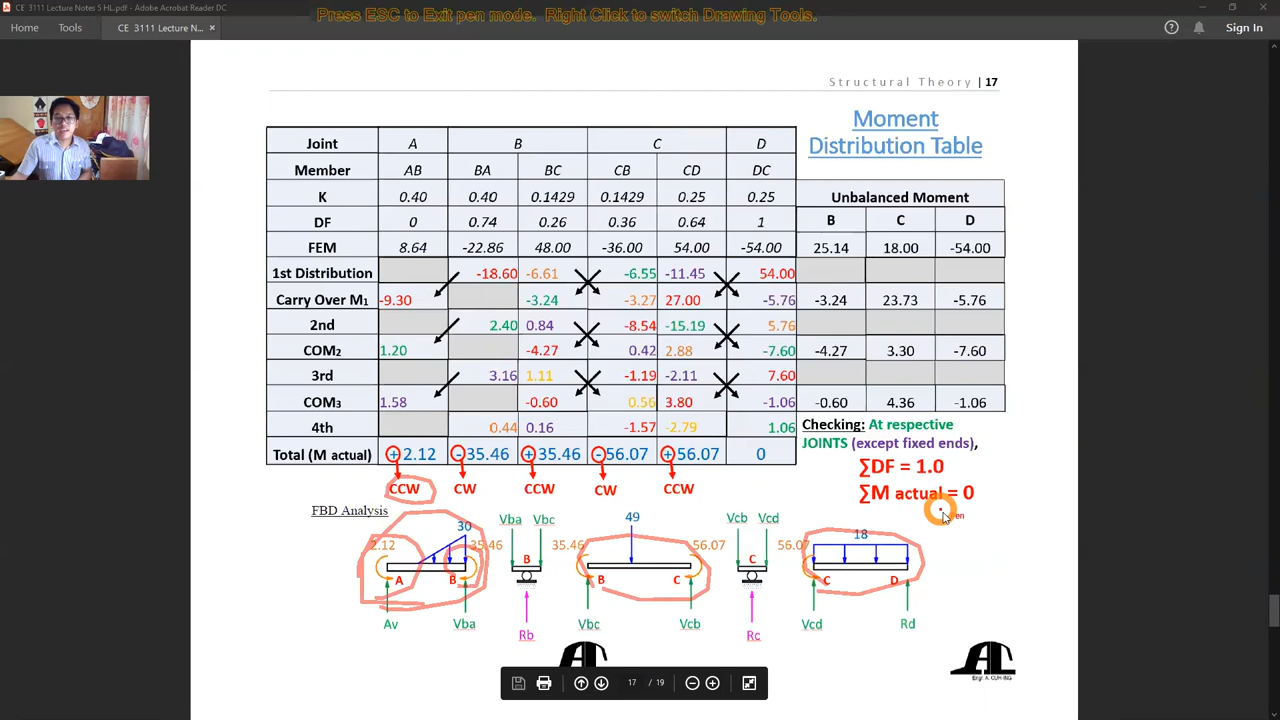 CE 3111 Lecture Notes 5 HL.pdf - Adobe Acrobat Reader DC
Press ESC to Exit pen mode. Right Click to switch Drawing Tools.
Home Tools CE 3111 Lecture N... × Sign In
Structural Theory | 17
Moment
Distribution Table
Joint A B C D
Member AB BA BC CB CD DC
K 0.40 0.40 0.1429 0.1429 0.25 0.25 Unbalanced Moment
DF 0 0.74 0.26 0.36 0.64 1 B C D
FEM 8.64 -22.86 48.00 -36.00 54.00 -54.00 25.14 18.00 -54.00
1st Distribution -18.60 -6.61 -6.55 -11.45 54.00
Carry Over M1 -9.30 -3.24 -3.27 27.00 -5.76 -3.24 23.73 -5.76
2nd 2.40 0.84 -8.54 -15.19 5.76
COM2 1.20 -4.27 0.42 2.88 -7.60 -4.27 3.30 -7.60
3rd 3.16 1.11 -1.19 -2.11 7.60
COM3 1.58 -0.60 0.56 3.80 -1.06 -0.60 4.36 -1.06
4th 0.44 0.16 -1.57 -2.79 1.06
Total (M actual) +2.12 -35.46 +35.46 -56.07 +56.07 0
Checking: At respective
JOINTS (except fixed ends),
∑DF = 1.0
∑M actual = 0
CCW CW CCW CW CCW
FBD Analysis
30 Vba Vbc 49 Vcb Vcd 18
2.12 35.46 35.46 56.07 56.07
B C
A B B C C D
Av Vba Rb Vbc Vcb Rc Vcd Rd
Engr. A. CUH-ING
17 / 19